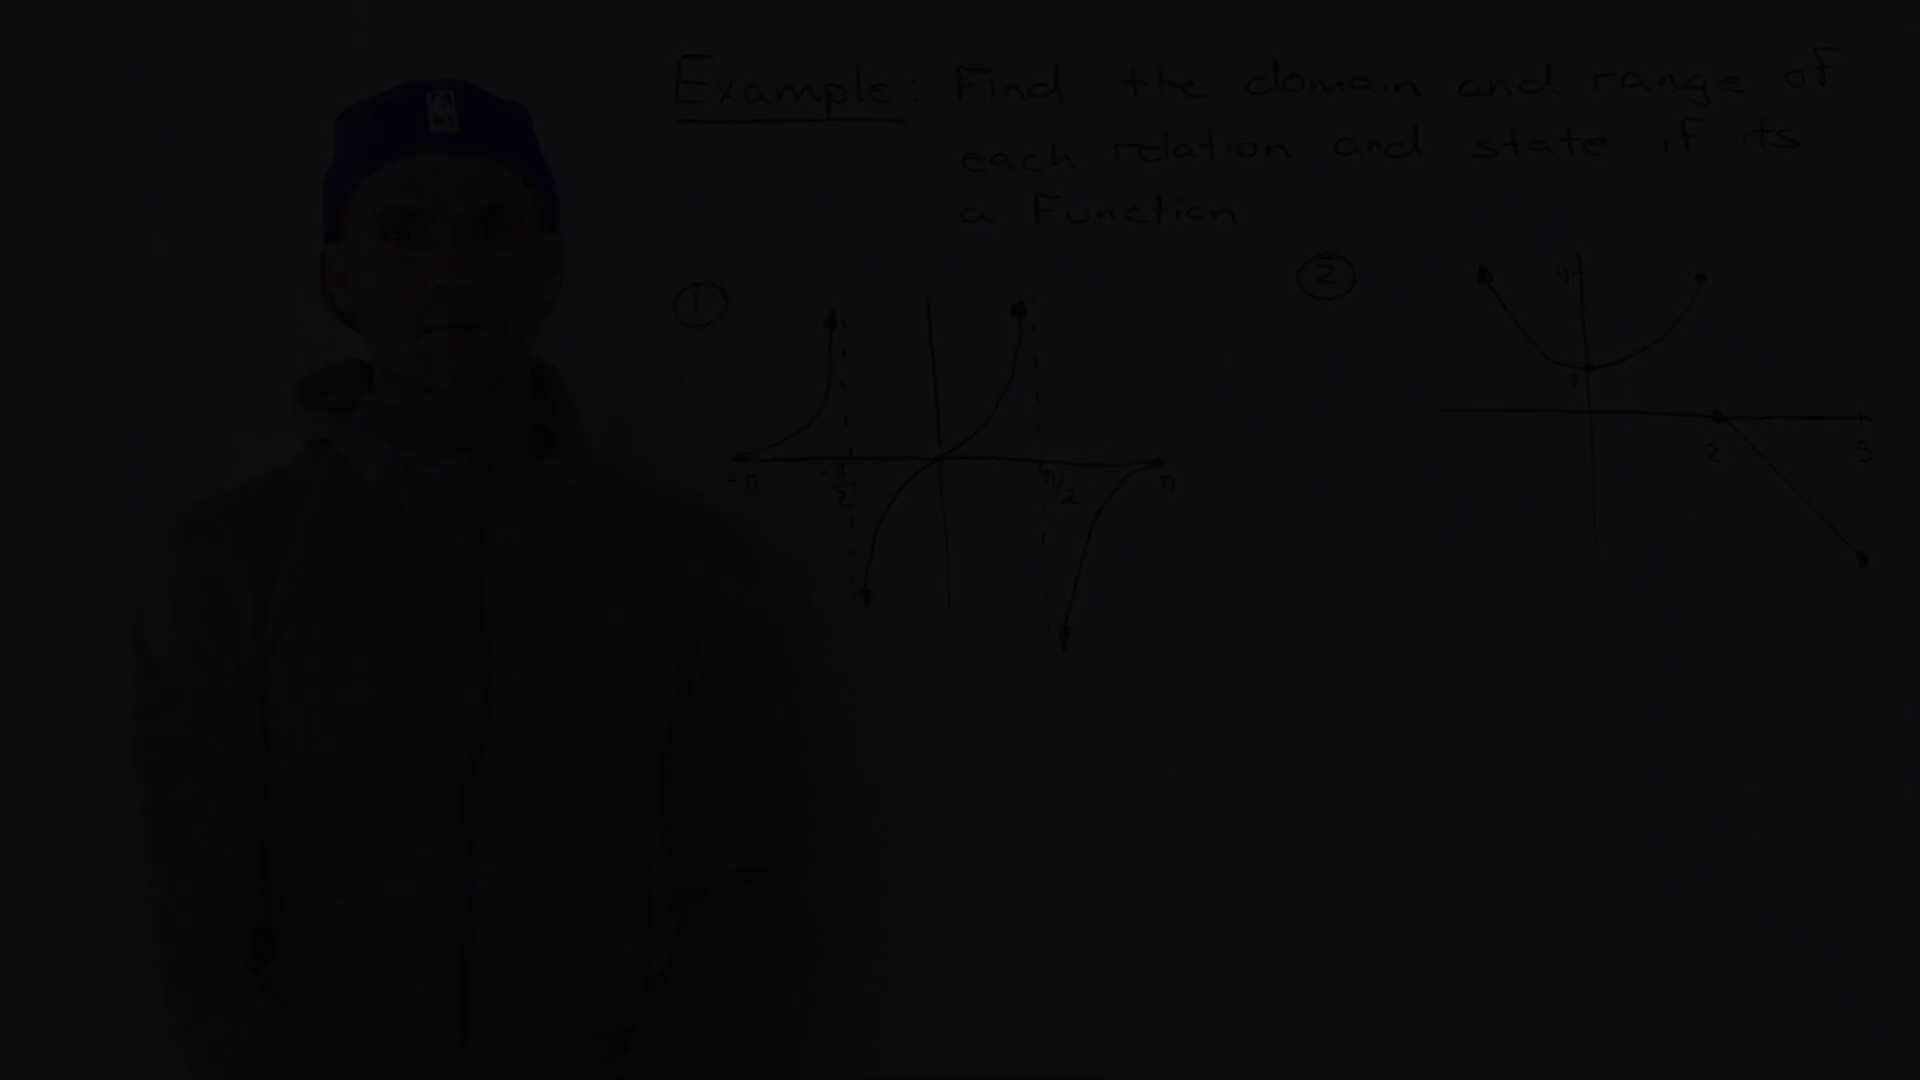 Example: Find the domain and range of
each relation and state if its
a Function
① ②
4
1
-π -π/2 π/2 π
2 5